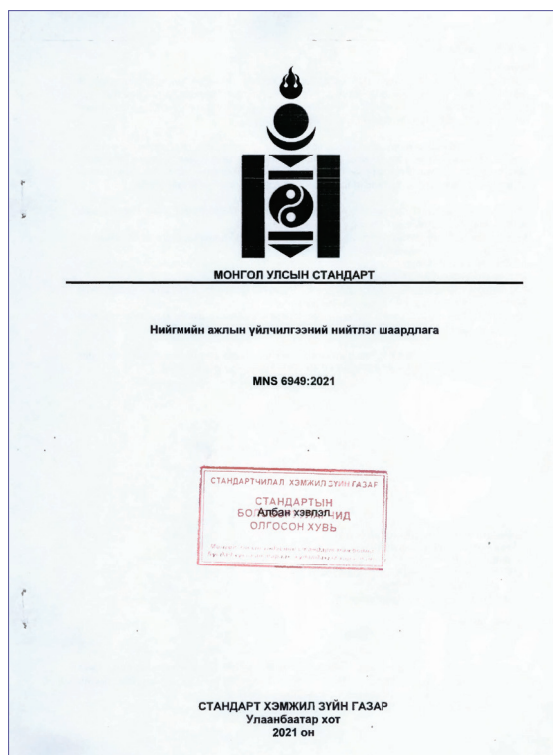 МОНГОЛ УЛСЫН СТАНДАРТ
Нийгмийн ажлын үйлчилгээний нийтлэг шаардлага
MNS 6949:2021
СТАНДАРТЧИЛАЛ ХЭМЖИЛ ЗҮЙН ГАЗАР
СТАНДАРТЫН
Албан хэвлэл
ОЛГОСОН ХУВЬ
СТАНДАРТ ХЭМЖИЛ ЗҮЙН ГАЗАР
Улаанбаатар хот
2021 он